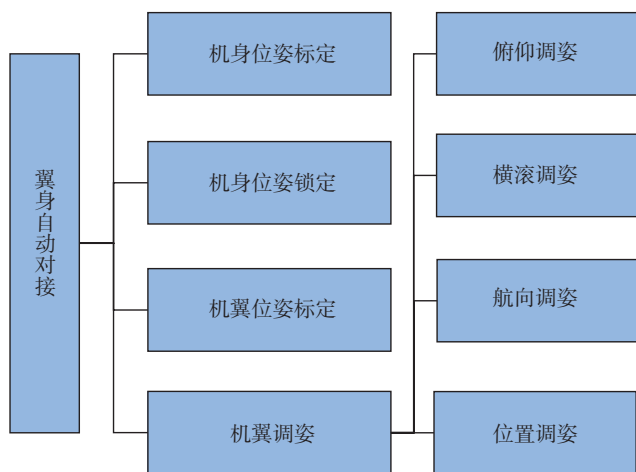 翼身自动对接
机身位姿标定
机身位姿锁定
机翼位姿标定
机翼调姿
俯仰调姿
横滚调姿
航向调姿
位置调姿